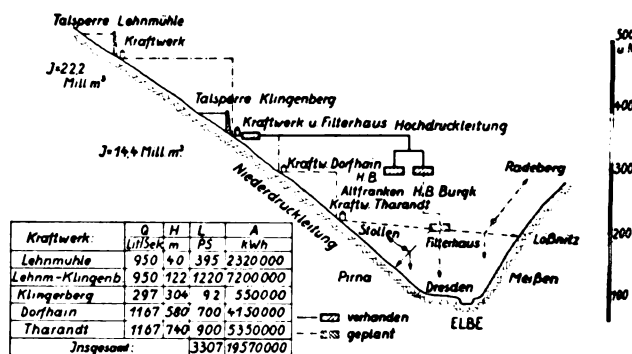 Talsperre Lehnmühle
Kraftwerk
J=22,2
Mill m³
Talsperre Klingenberg
Kraftwerk u Filterhaus Hochdruckleitung
J=14,4 Mill m³
Kraftw. Dorfhain
H.B.
Altfranken
H.B. Burgk
Radeberg
Niederdruckleitung
Kraftw. Tharandt
Stollen
Filterhaus
Loßnitz
Pirna
Dresden
Meißen
ELBE
500
400
300
200
100
Kraftwerk: Q H L A
Lit/Sek m PS kWh
Lehnmuhle 950 40 395 2320000
Lehnm-Klingenb 950 122 1220 7200000
Klingerberg 297 304 92 550000
Dorfhain 1167 580 700 4150000
Tharandt 1167 740 900 5350000
Insgesamt: 3307 19570000
vorhanden
geplant